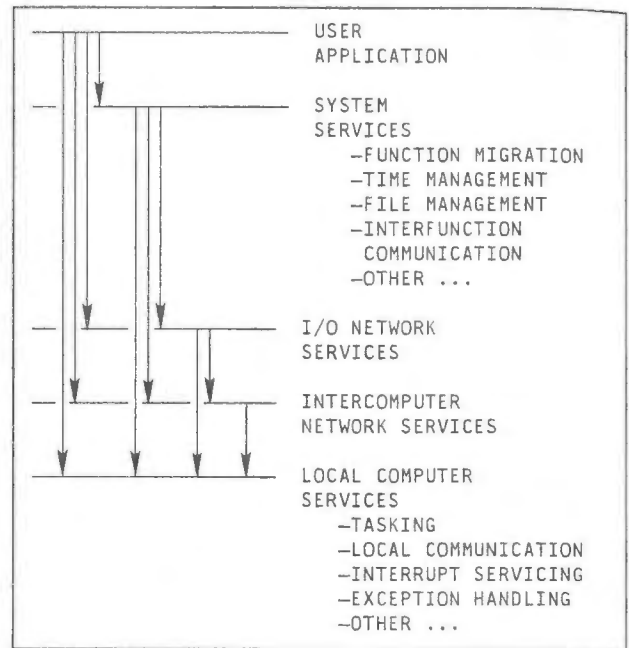 USER
APPLICATION
SYSTEM
SERVICES
—FUNCTION MIGRATION
—TIME MANAGEMENT
—FILE MANAGEMENT
—INTERFUNCTION
COMMUNICATION
—OTHER ...
I/O NETWORK
SERVICES
INTERCOMPUTER
NETWORK SERVICES
LOCAL COMPUTER
SERVICES
—TASKING
—LOCAL COMMUNICATION
—INTERRUPT SERVICING
—EXCEPTION HANDLING
—OTHER ...